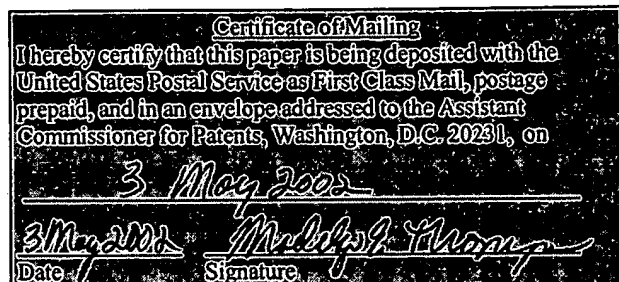 Certificate of Mailing
I hereby certify that this paper is being deposited with the
United States Postal Service as First Class Mail, postage
prepaid, and in an envelope addressed to the Assistant
Commissioner for Patents, Washington, D.C. 20231, on
3 May 2002
3 May 2002
Date Signature